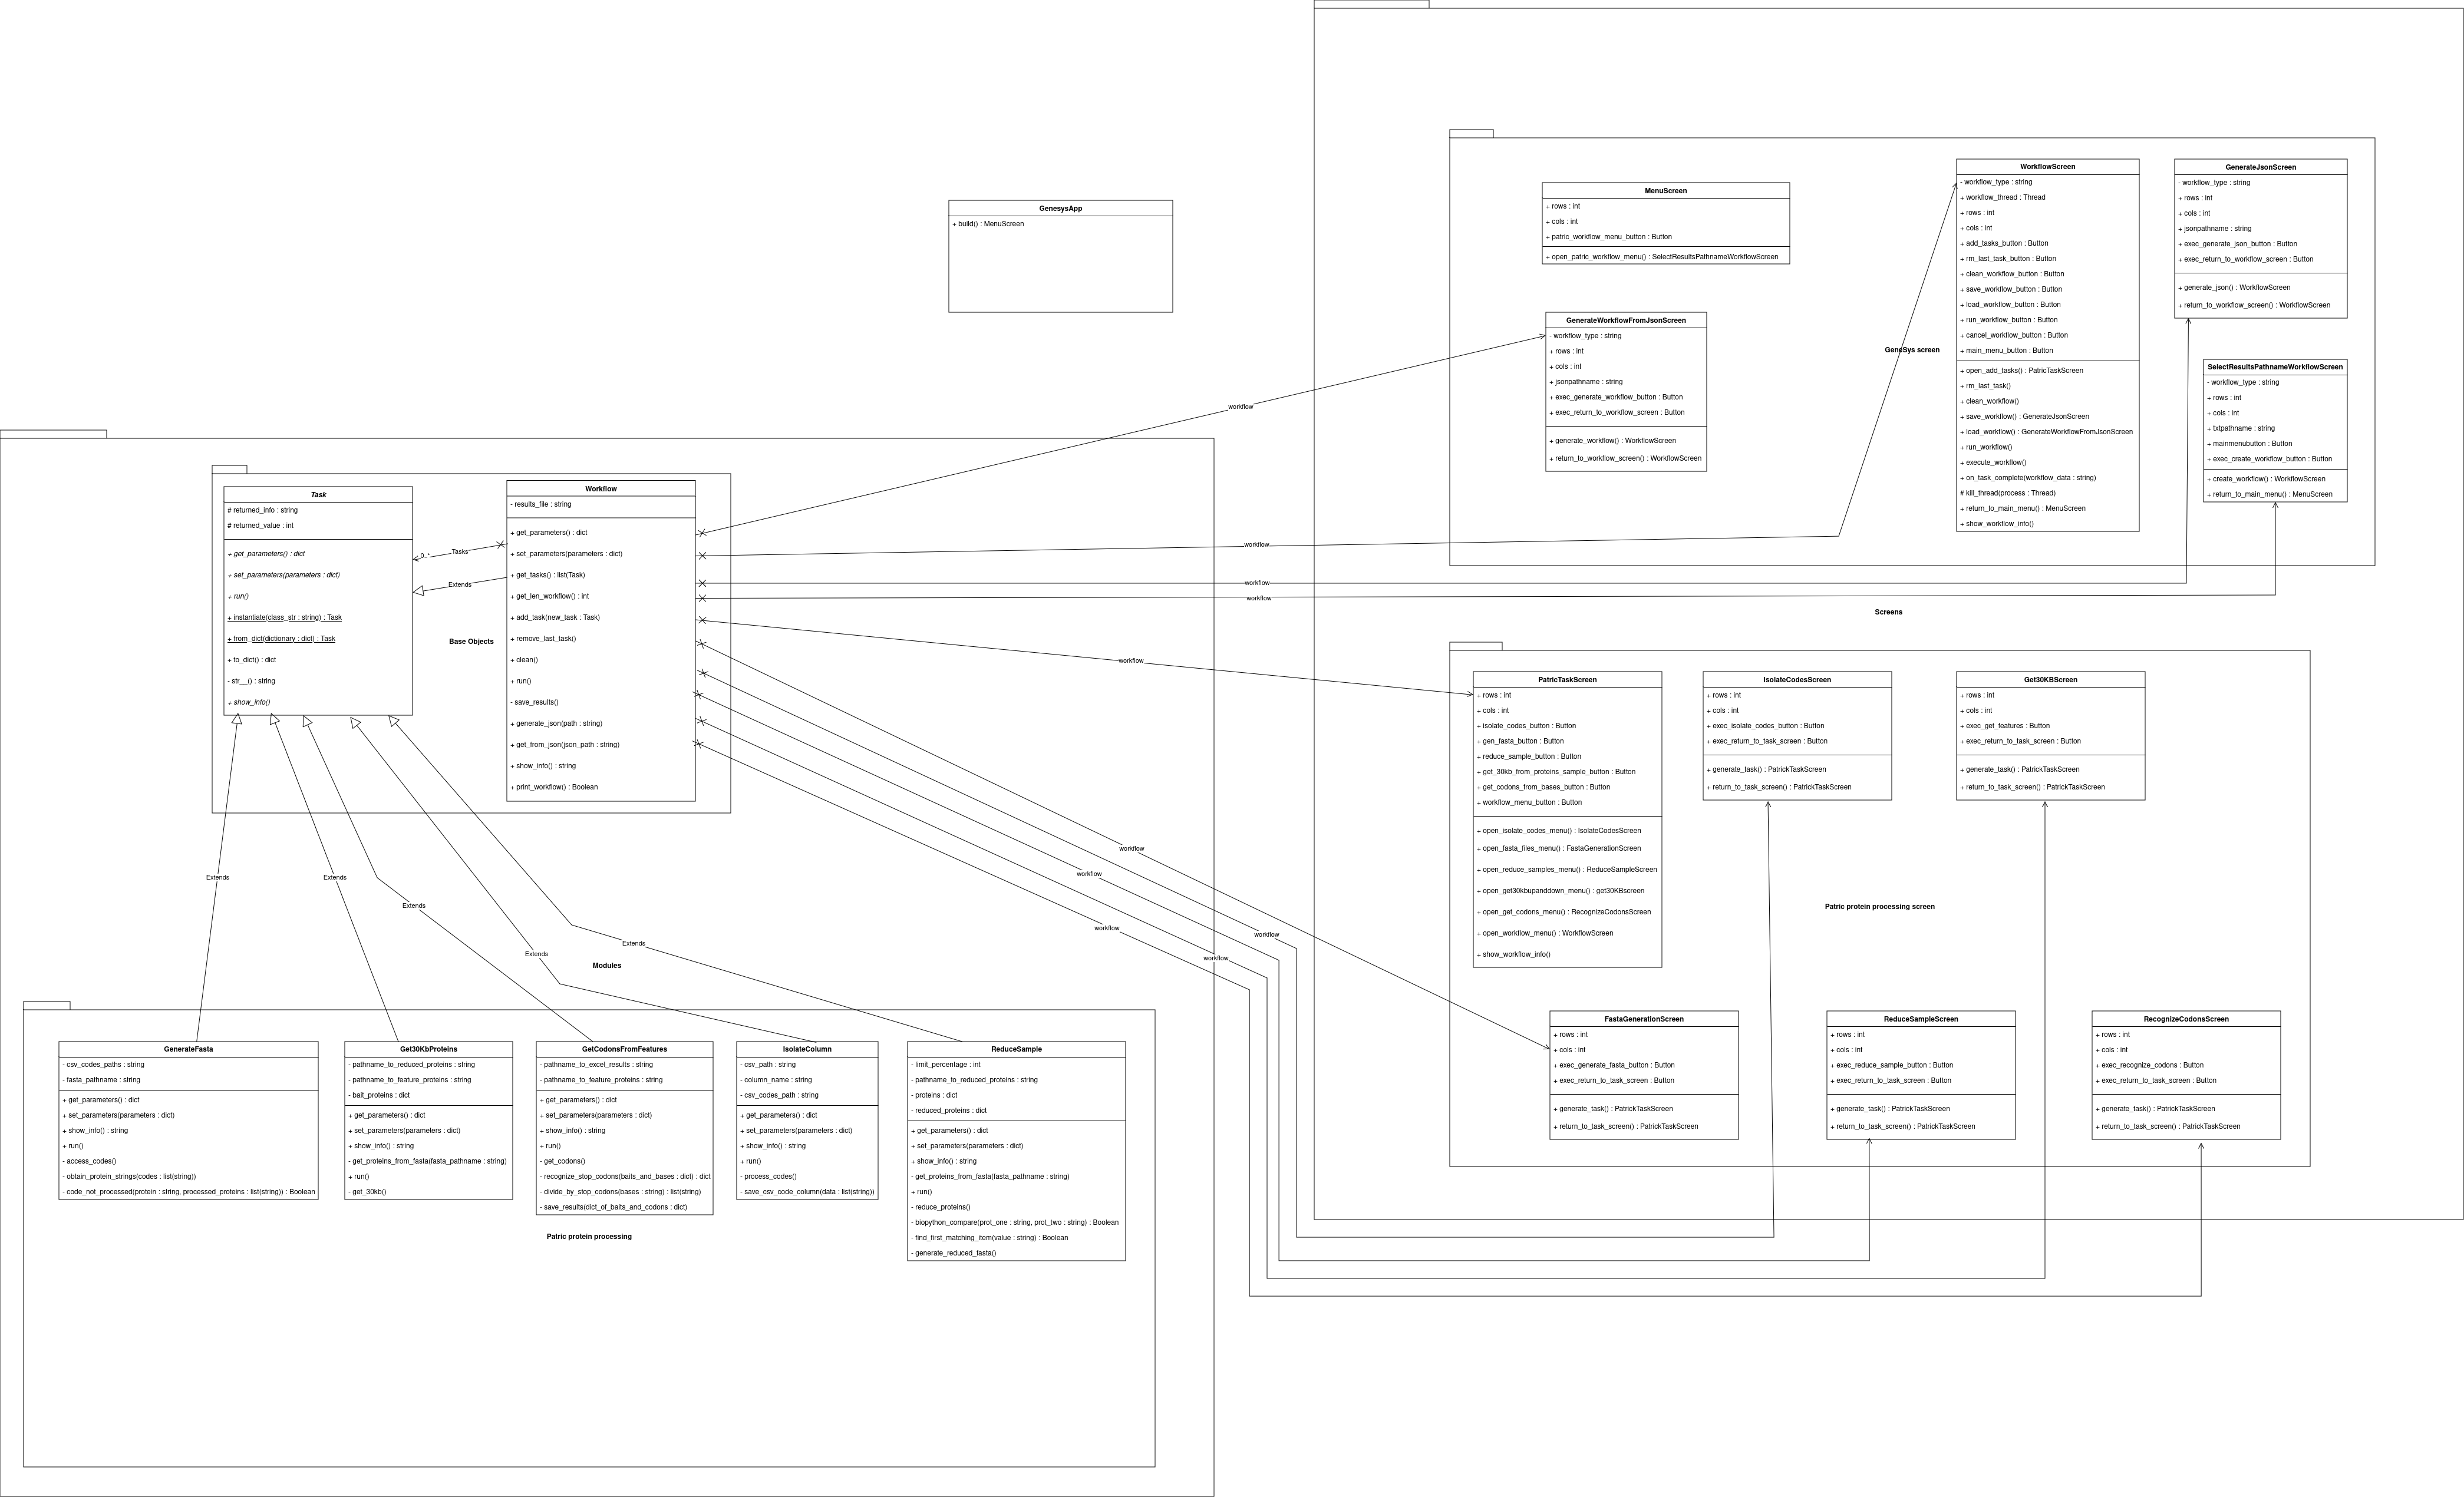 GenesysApp
+ build() : MenuScreen
MenuScreen
+ rows : int
+ cols : int
+ patric_workflow_menu_button : Button
+ open_patric_workflow_menu() : SelectResultsPathnameWorkflowScreen
GenerateWorkflowFromJsonScreen
- workflow_type : string
+ rows : int
+ cols : int
+ jsonpathname : string
+ exec_generate_workflow_button : Button
+ exec_return_to_workflow_screen : Button
+ generate_workflow() : WorkflowScreen
+ return_to_workflow_screen() : WorkflowScreen
GeneSys screen
WorkflowScreen
- workflow_type : string
+ workflow_thread : Thread
+ rows : int
+ cols : int
+ add_tasks_button : Button
+ rm_last_task_button : Button
+ clean_workflow_button : Button
+ save_workflow_button : Button
+ load_workflow_button : Button
+ run_workflow_button : Button
+ cancel_workflow_button : Button
+ main_menu_button : Button
+ open_add_tasks() : PatricTaskScreen
+ rm_last_task()
+ clean_workflow()
+ save_workflow() : GenerateJsonScreen
+ load_workflow() : GenerateWorkflowFromJsonScreen
+ run_workflow()
+ execute_workflow()
+ on_task_complete(workflow_data : string)
# kill_thread(process : Thread)
+ return_to_main_menu() : MenuScreen
+ show_workflow_info()
GenerateJsonScreen
- workflow_type : string
+ rows : int
+ cols : int
+ jsonpathname : string
+ exec_generate_json_button : Button
+ exec_return_to_workflow_screen : Button
+ generate_json() : WorkflowScreen
+ return_to_workflow_screen() : WorkflowScreen
SelectResultsPathnameWorkflowScreen
- workflow_type : string
+ rows : int
+ cols : int
+ txtpathname : string
+ mainmenubutton : Button
+ exec_create_workflow_button : Button
+ create_workflow() : WorkflowScreen
+ return_to_main_menu() : MenuScreen
Screens
Task
# returned_info : string
# returned_value : int
+ get_parameters() : dict
+ set_parameters(parameters : dict)
+ run()
+ instantiate(class_str : string) : Task
+ from_dict(dictionary : dict) : Task
+ to_dict() : dict
- str__() : string
+ show_info()
0..*
Tasks
Extends
Base Objects
Workflow
- results_file : string
+ get_parameters() : dict
+ set_parameters(parameters : dict)
+ get_tasks() : list(Task)
+ get_len_workflow() : int
+ add_task(new_task : Task)
+ remove_last_task()
+ clean()
+ run()
- save_results()
+ generate_json(path : string)
+ get_from_json(json_path : string)
+ show_info() : string
+ print_workflow() : Boolean
workflow
workflow
workflow
workflow
workflow
workflow
workflow
workflow
workflow
workflow
PatricTaskScreen
+ rows : int
+ cols : int
+ isolate_codes_button : Button
+ gen_fasta_button : Button
+ reduce_sample_button : Button
+ get_30kb_from_proteins_sample_button : Button
+ get_codons_from_bases_button : Button
+ workflow_menu_button : Button
+ open_isolate_codes_menu() : IsolateCodesScreen
+ open_fasta_files_menu() : FastaGenerationScreen
+ open_reduce_samples_menu() : ReduceSampleScreen
+ open_get30kbupanddown_menu() : get30KBscreen
+ open_get_codons_menu() : RecognizeCodonsScreen
+ open_workflow_menu() : WorkflowScreen
+ show_workflow_info()
IsolateCodesScreen
+ rows : int
+ cols : int
+ exec_isolate_codes_button : Button
+ exec_return_to_task_screen : Button
+ generate_task() : PatrickTaskScreen
+ return_to_task_screen() : PatrickTaskScreen
Get30KBScreen
+ rows : int
+ cols : int
+ exec_get_features : Button
+ exec_return_to_task_screen : Button
+ generate_task() : PatrickTaskScreen
+ return_to_task_screen() : PatrickTaskScreen
Patric protein processing screen
FastaGenerationScreen
+ rows : int
+ cols : int
+ exec_generate_fasta_button : Button
+ exec_return_to_task_screen : Button
+ generate_task() : PatrickTaskScreen
+ return_to_task_screen() : PatrickTaskScreen
ReduceSampleScreen
+ rows : int
+ cols : int
+ exec_reduce_sample_button : Button
+ exec_return_to_task_screen : Button
+ generate_task() : PatrickTaskScreen
+ return_to_task_screen() : PatrickTaskScreen
RecognizeCodonsScreen
+ rows : int
+ cols : int
+ exec_recognize_codons : Button
+ exec_return_to_task_screen : Button
+ generate_task() : PatrickTaskScreen
+ return_to_task_screen() : PatrickTaskScreen
Extends
Extends
Extends
Extends
Extends
Modules
GenerateFasta
- csv_codes_paths : string
- fasta_pathname : string
+ get_parameters() : dict
+ set_parameters(parameters : dict)
+ show_info() : string
+ run()
- access_codes()
- obtain_protein_strings(codes : list(string))
- code_not_processed(protein : string, processed_proteins : list(string)) : Boolean
Get30KbProteins
- pathname_to_reduced_proteins : string
- pathname_to_feature_proteins : string
- bait_proteins : dict
+ get_parameters() : dict
+ set_parameters(parameters : dict)
+ show_info() : string
- get_proteins_from_fasta(fasta_pathname : string)
+ run()
- get_30kb()
GetCodonsFromFeatures
- pathname_to_excel_results : string
- pathname_to_feature_proteins : string
+ get_parameters() : dict
+ set_parameters(parameters : dict)
+ show_info() : string
+ run()
- get_codons()
- recognize_stop_codons(baits_and_bases : dict) : dict
- divide_by_stop_codons(bases : string) : list(string)
- save_results(dict_of_baits_and_codons : dict)
IsolateColumn
- csv_path : string
- column_name : string
- csv_codes_path : string
+ get_parameters() : dict
+ set_parameters(parameters : dict)
+ show_info() : string
+ run()
- process_codes()
- save_csv_code_column(data : list(string))
ReduceSample
- limit_percentage : int
- pathname_to_reduced_proteins : string
- proteins : dict
- reduced_proteins : dict
+ get_parameters() : dict
+ set_parameters(parameters : dict)
+ show_info() : string
- get_proteins_from_fasta(fasta_pathname : string)
+ run()
- reduce_proteins()
- biopython_compare(prot_one : string, prot_two : string) : Boolean
- find_first_matching_item(value : string) : Boolean
- generate_reduced_fasta()
Patric protein processing